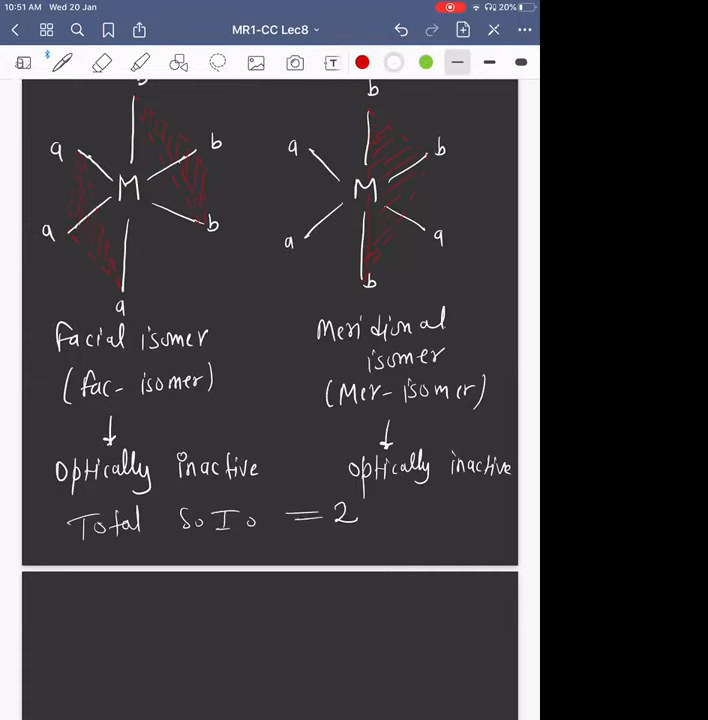 10:51 AM Wed 20 Jan 20%
MR1-CC Lec8
T
b b
a b a b
M M
a b a a
a b
Facial isomer Meridional
isomer
(fac-isomer) (Mer-isomer)
Optically inactive optically inactive
Total S.I. = 2